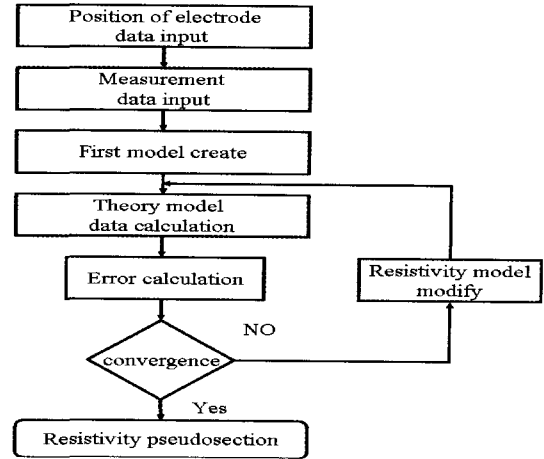 Position of electrode
data input
Measurement
data input
First model create
Theory model
data calculation
Error calculation
Resistivity model
modify
NO
convergence
Yes
Resistivity pseudosection